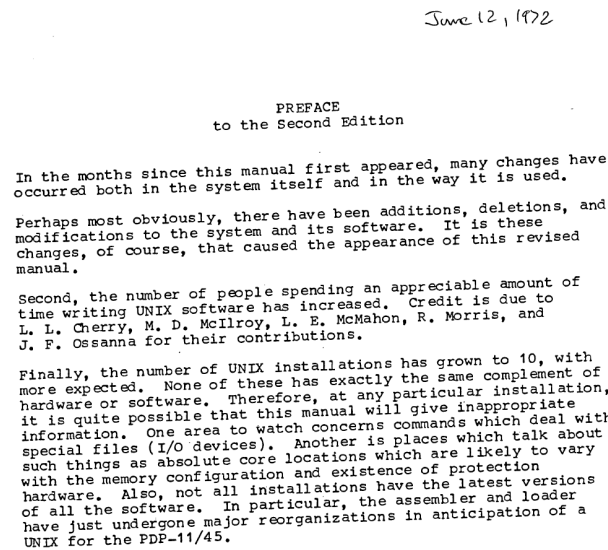 June 12, 1972
PREFACE
to the Second Edition
In the months since this manual first appeared, many changes have
occurred both in the system itself and in the way it is used.
Perhaps most obviously, there have been additions, deletions, and
modifications to the system and its software. It is these
changes, of course, that caused the appearance of this revised
manual.
Second, the number of people spending an appreciable amount of
time writing UNIX software has increased. Credit is due to
L. L. Cherry, M. D. McIlroy, L. E. McMahon, R. Morris, and
J. F. Ossanna for their contributions.
Finally, the number of UNIX installations has grown to 10, with
more expected. None of these has exactly the same complement of
hardware or software. Therefore, at any particular installation,
it is quite possible that this manual will give inappropriate
information. One area to watch concerns commands which deal with
special files (I/O devices). Another is places which talk about
such things as absolute core locations which are likely to vary
with the memory configuration and existence of protection
hardware. Also, not all installations have the latest versions
of all the software. In particular, the assembler and loader
have just undergone major reorganizations in anticipation of a
UNIX for the PDP-11/45.